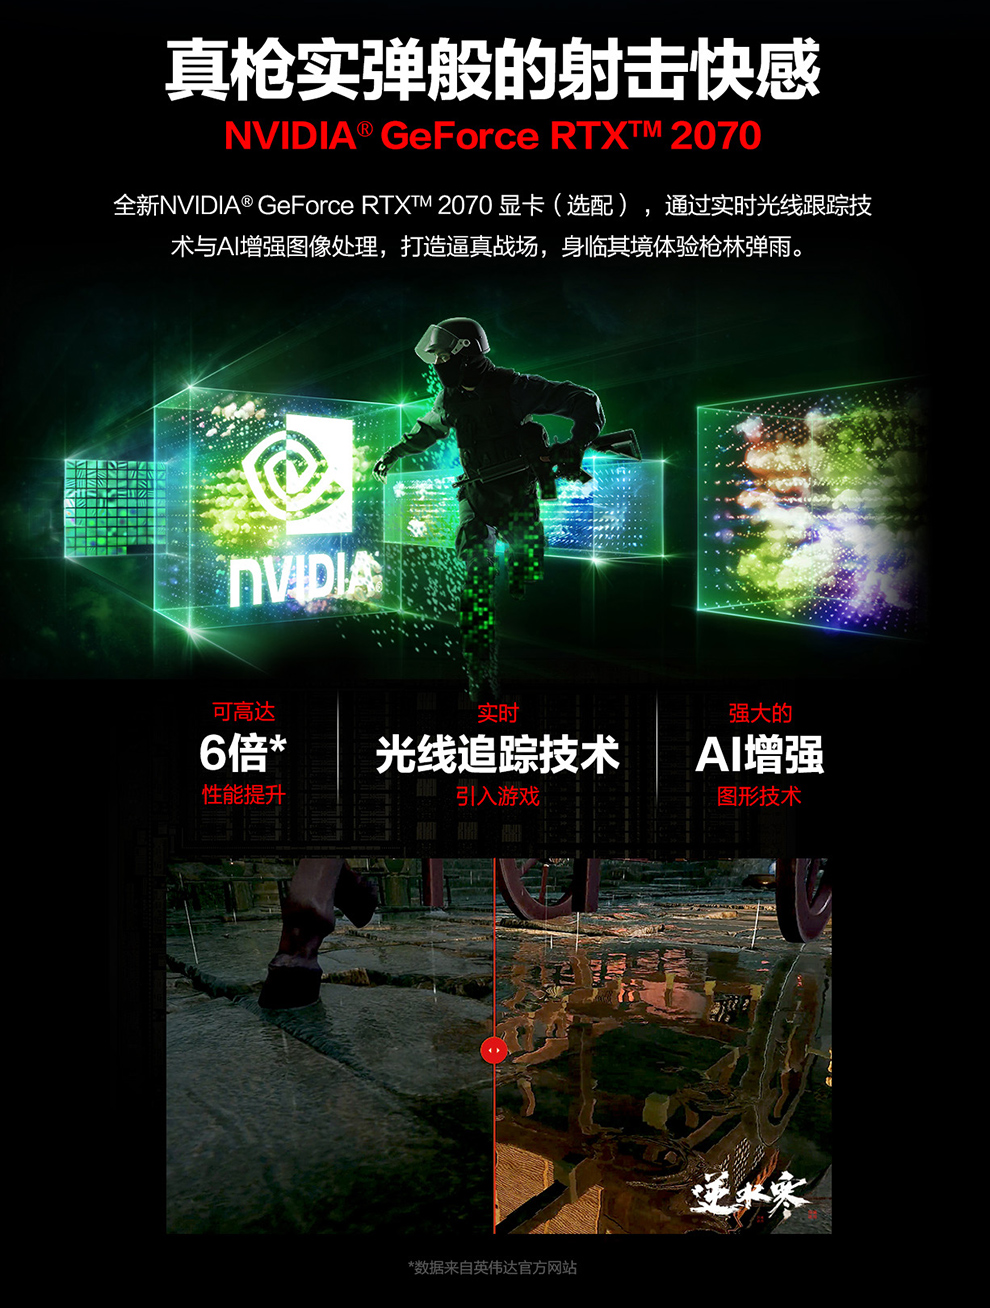 真枪实弹般的射击快感
NVIDIA® GeForce RTX™ 2070
全新NVIDIA® GeForce RTX™ 2070 显卡（选配），通过实时光线跟踪技
术与AI增强图像处理，打造逼真战场，身临其境体验枪林弹雨。
NVIDIA
可高达
6倍*
性能提升
实时
光线追踪技术
引入游戏
强大的
AI增强
图形技术
逆水寒
*数据来自英伟达官方网站